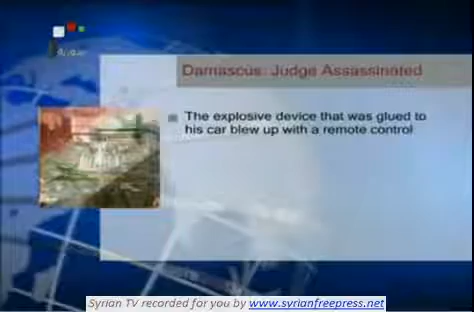 Damascus: Judge Assassinated
The explosive device that was glued to
his car blew up with a remote control
Syrian TV recorded for you by www.syrianfreepress.net